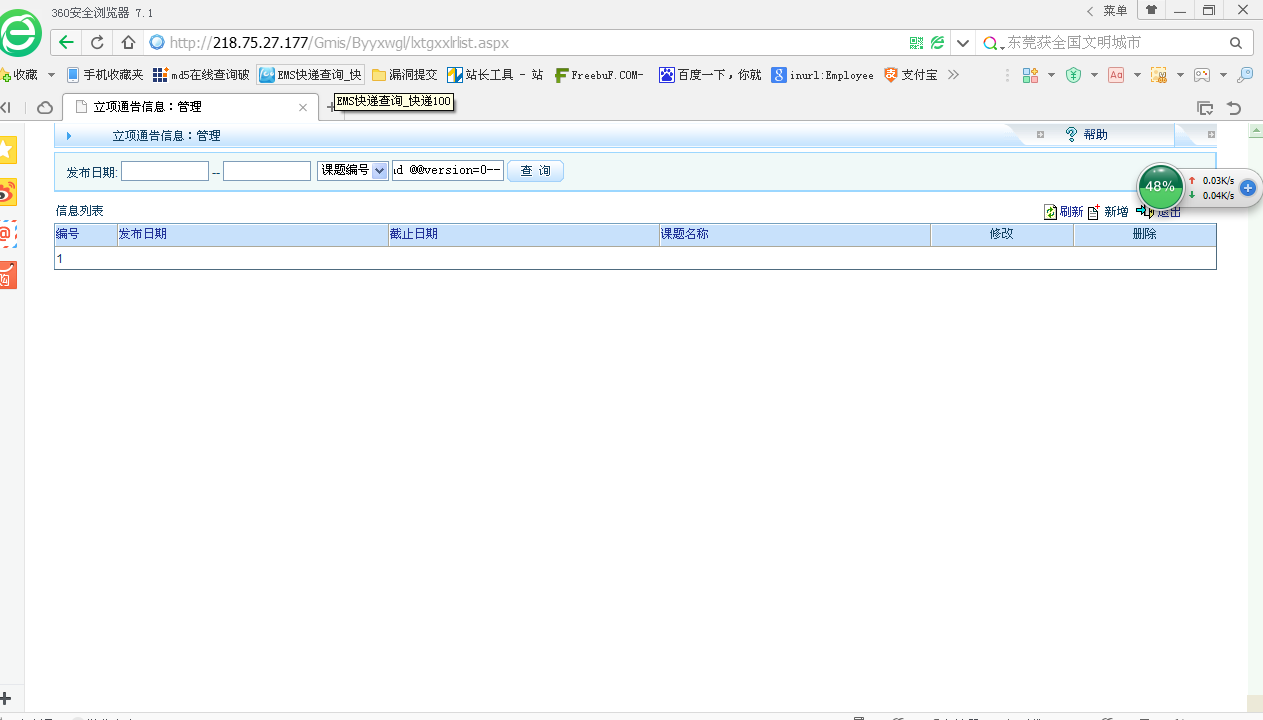 360安全浏览器 7.1
菜单
http://218.75.27.177/Gmis/Byyxwgl/lxtgxxlrlist.aspx
东莞获全国文明城市
收藏 手机收藏夹 md5在线查询破 EMS快递查询_快 漏洞提交 站长工具 - 站 FreebuF.COM- 百度一下，你就 inurl:Employee 支付宝
立项通告信息：管理
EMS快递查询_快递100
立项通告信息：管理
帮助
发布日期: -- 课题编号 nd @@version=0-- 查 询
48%
0.03K/s
0.04K/s
信息列表 刷新 新增 退出
编号 发布日期 截止日期 课题名称 修改 删除
1